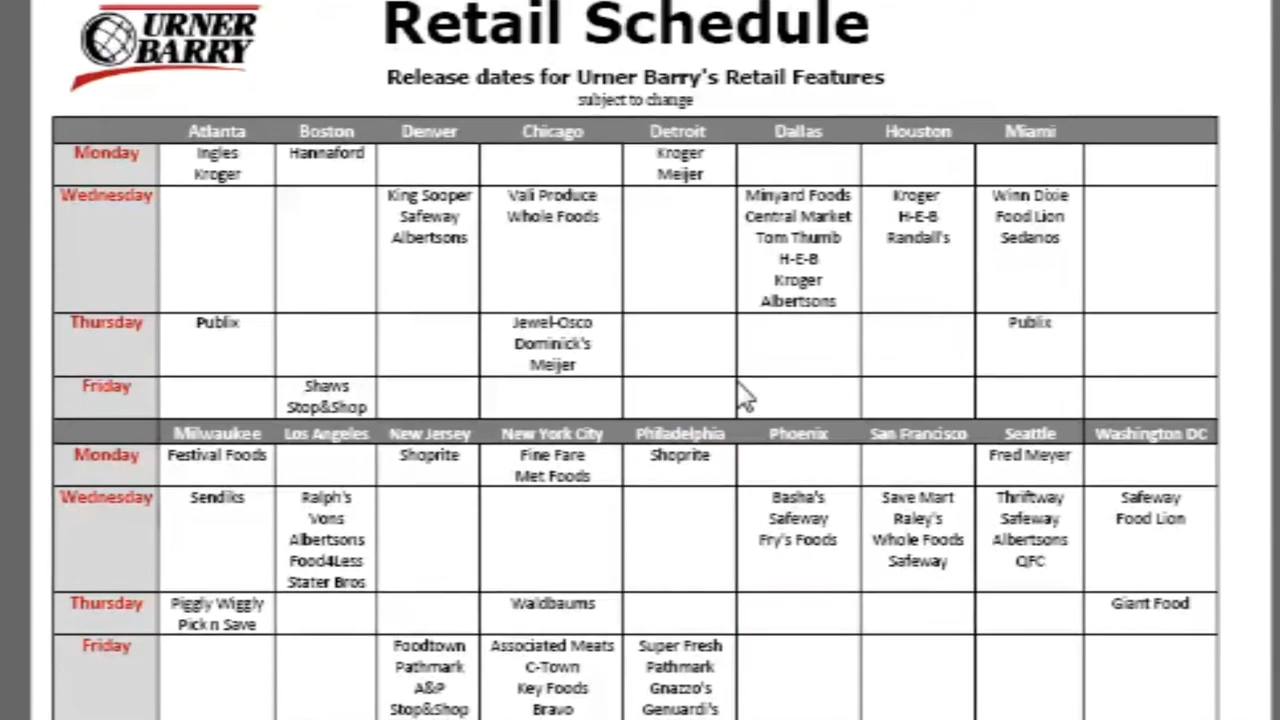 URNER
BARRY
Retail Schedule
Release dates for Urner Barry's Retail Features
subject to change
Atlanta Boston Denver Chicago Detroit Dallas Houston Miami
Monday Ingles Hannaford Kroger
Kroger Meijer
Wednesday King Sooper Vali Produce Minyard Foods Kroger Winn Dixie
Safeway Whole Foods Central Market H-E-B Food Lion
Albertsons Tom Thumb Randall's Sedanos
H-E-B
Kroger
Albertsons
Thursday Publix Jewel-Osco Publix
Dominick's
Meijer
Friday Shaws
Stop&Shop
Milwaukee Los Angeles New Jersey New York City Philadelphia Phoenix San Francisco Seattle Washington DC
Monday Festival Foods Shoprite Fine Fare Shoprite Fred Meyer
Met Foods
Wednesday Sendiks Ralph's Basha's Save Mart Thriftway Safeway
Vons Safeway Raley's Safeway Food Lion
Albertsons Fry's Foods Whole Foods Albertsons
Food4Less Safeway QFC
Stater Bros
Thursday Piggly Wiggly Waldbaums Giant Food
Pick n Save
Friday Foodtown Associated Meats Super Fresh
Pathmark C-Town Pathmark
A&P Key Foods Gnazzo's
Stop&Shop Bravo Genuardi's